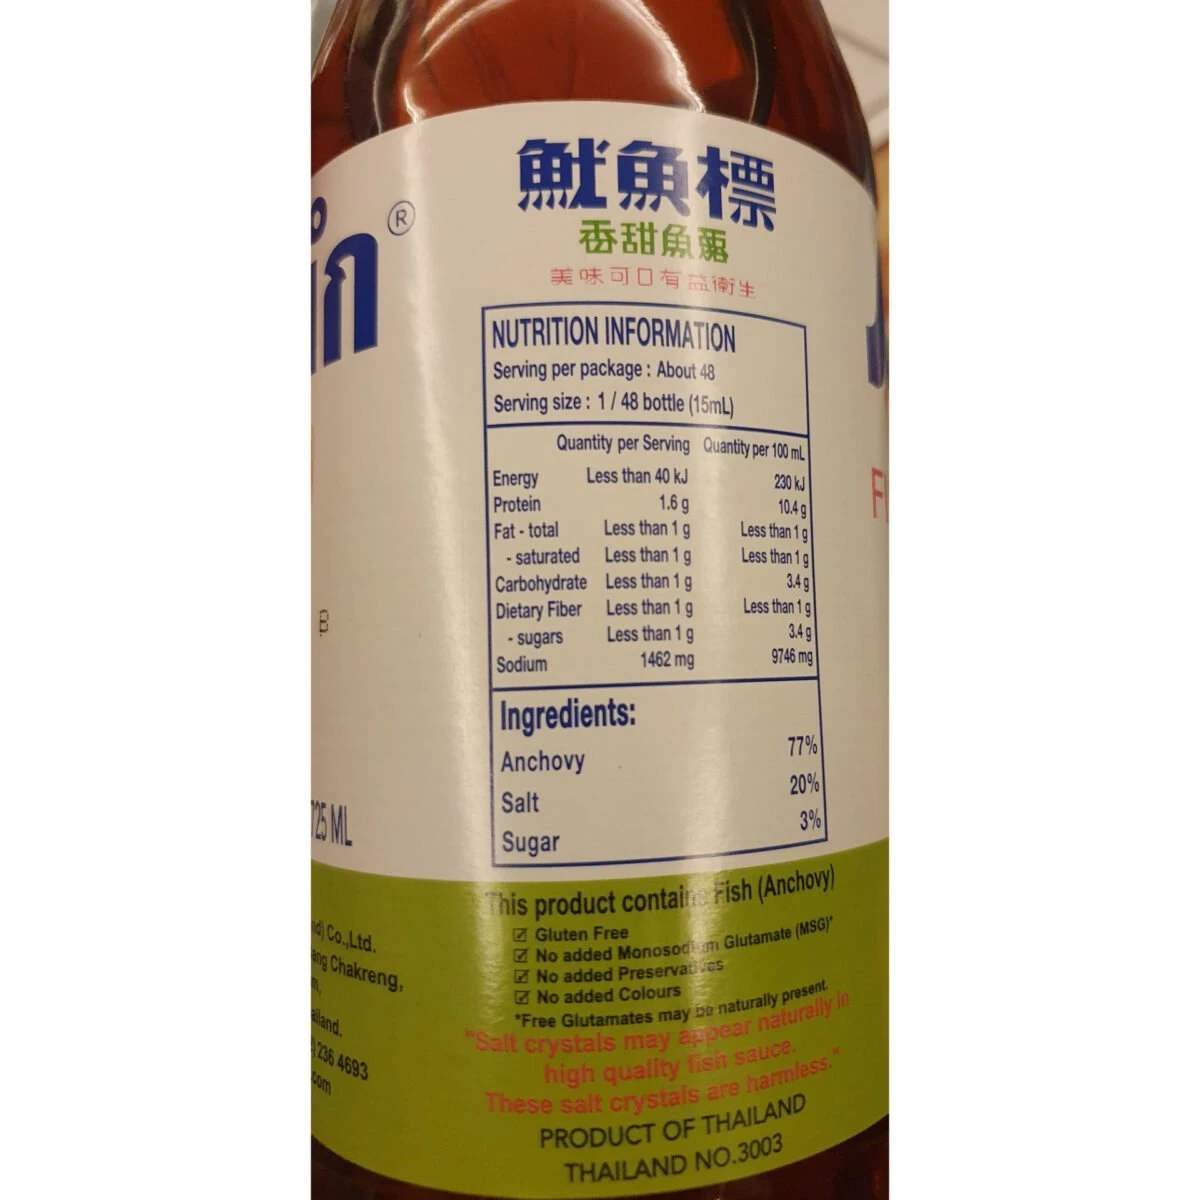 魷魚標
香甜魚露
美味可口有益衛生
®
NUTRITION INFORMATION
Serving per package : About 48
Serving size : 1 / 48 bottle (15mL)
Quantity per Serving Quantity per 100 mL
Energy Less than 40 kJ 230 kJ
Protein 1.6 g 10.4 g
Fat - total Less than 1 g Less than 1 g
- saturated Less than 1 g Less than 1 g
Carbohydrate Less than 1 g 3.4 g
Dietary Fiber Less than 1 g Less than 1 g
- sugars Less than 1 g 3.4 g
Sodium 1462 mg 9746 mg
Ingredients:
Anchovy 77%
Salt 20%
Sugar 3%
This product contains Fish (Anchovy)
☑ Gluten Free
☑ No added Monosodium Glutamate (MSG)*
☑ No added Preservatives
☑ No added Colours
*Free Glutamates may be naturally present.
"Salt crystals may appear naturally in
high quality fish sauce.
These salt crystals are harmless."
PRODUCT OF THAILAND
THAILAND NO.3003
B
725 ML
Co.,Ltd.
Chakreng,
236 4693
.com